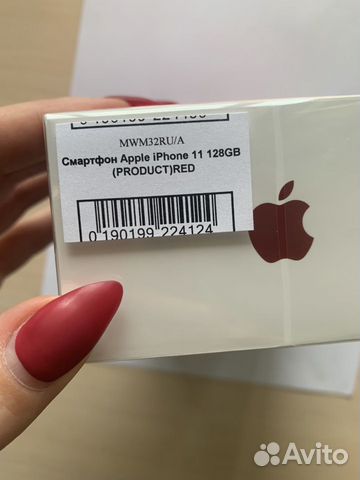 MWM32RU/A
Смартфон Apple iPhone 11 128GB
(PRODUCT)RED
0 190199 224124
Avito